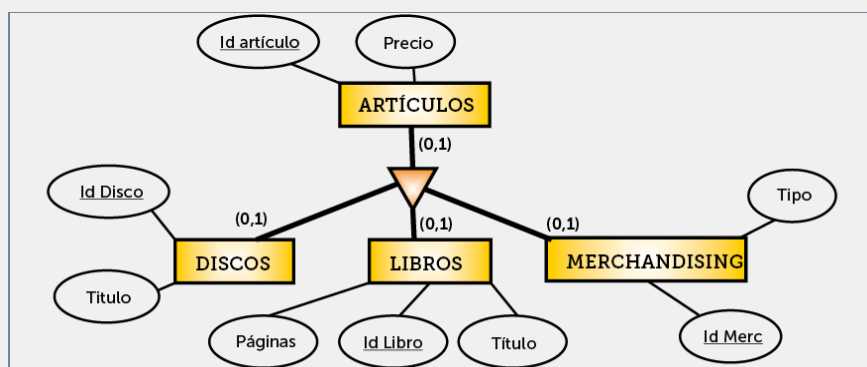 Id artículo
Precio
ARTÍCULOS
(0,1)
Id Disco
Tipo
(0,1)
(0,1)
(0,1)
DISCOS
LIBROS
MERCHANDISING
Titulo
Páginas
Id Libro
Título
Id Merc